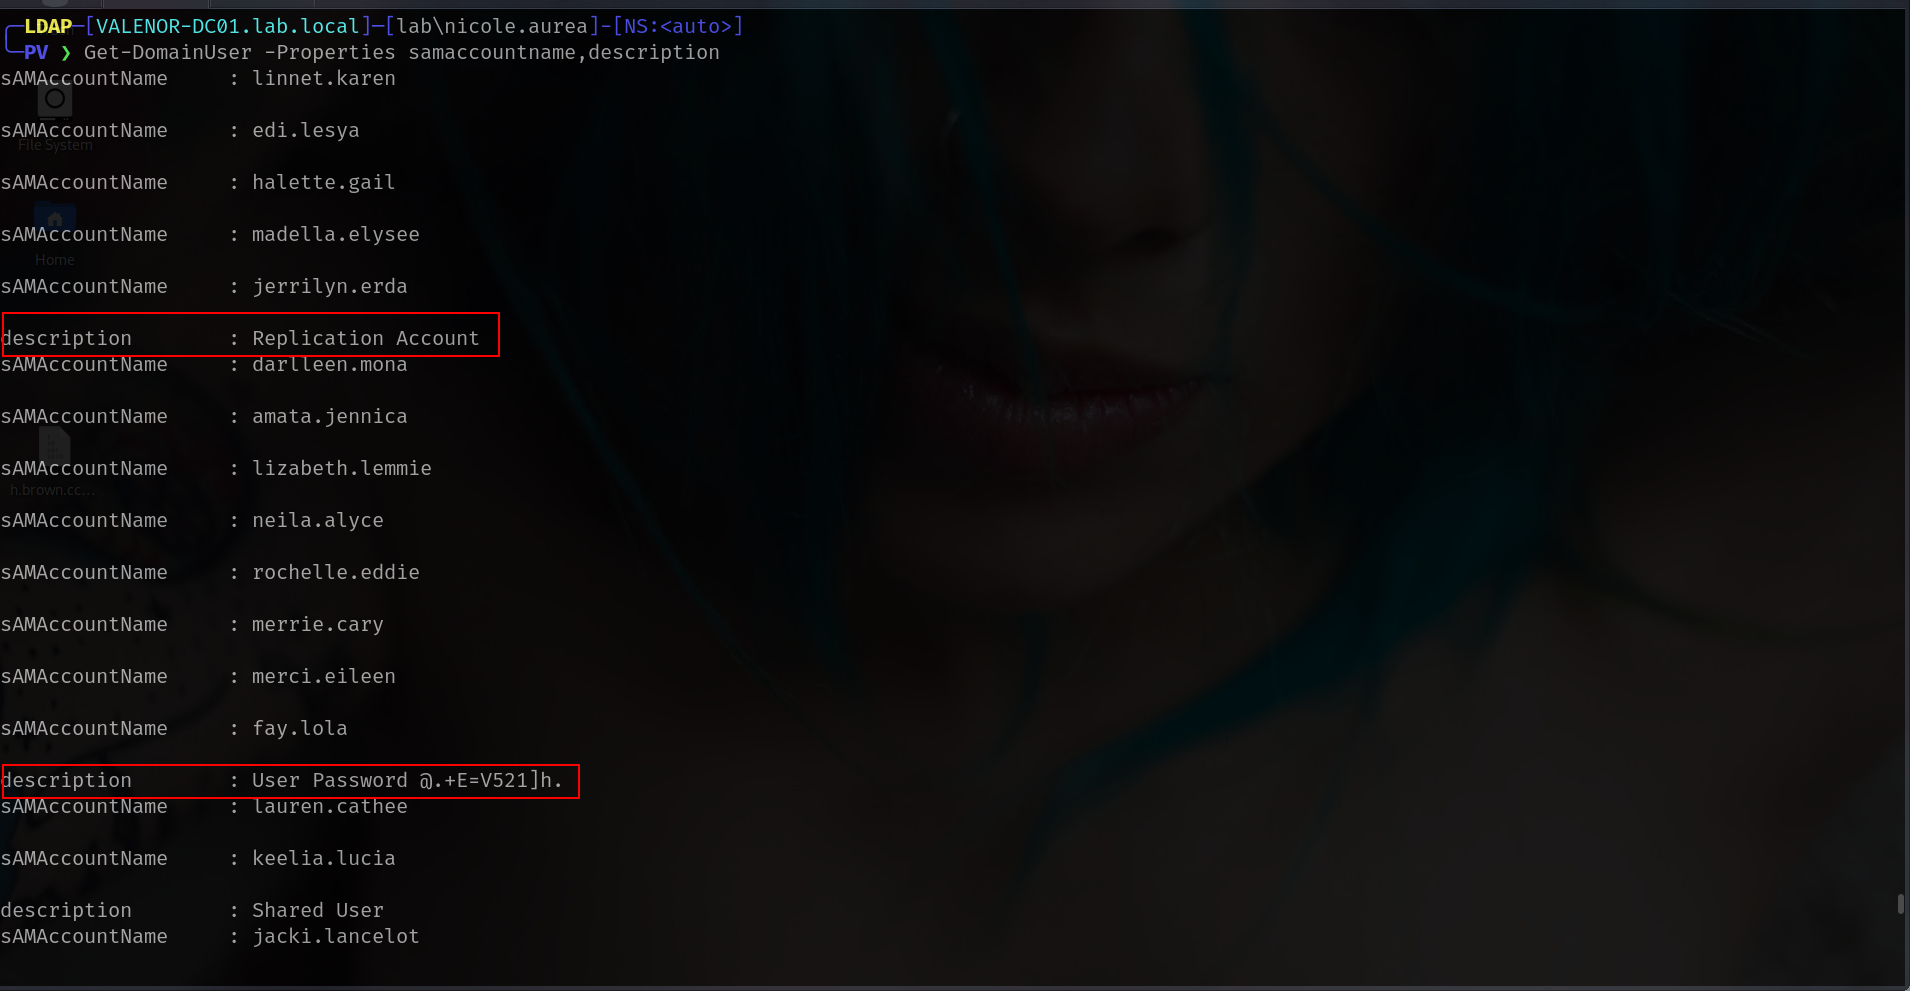 LDAP─[VALENOR-DC01.lab.local]─[lab\nicole.aurea]-[NS:<auto>]
PV ❯ Get-DomainUser -Properties samaccountname,description
sAMAccountName : linnet.karen
sAMAccountName : edi.lesya
File System
sAMAccountName : halette.gail
sAMAccountName : madella.elysee
Home
sAMAccountName : jerrilyn.erda
description : Replication Account
sAMAccountName : darlleen.mona
sAMAccountName : amata.jennica
sAMAccountName : lizabeth.lemmie
h.brown.cc...
sAMAccountName : neila.alyce
sAMAccountName : rochelle.eddie
sAMAccountName : merrie.cary
sAMAccountName : merci.eileen
sAMAccountName : fay.lola
description : User Password @.+E=V521]h.
sAMAccountName : lauren.cathee
sAMAccountName : keelia.lucia
description : Shared User
sAMAccountName : jacki.lancelot